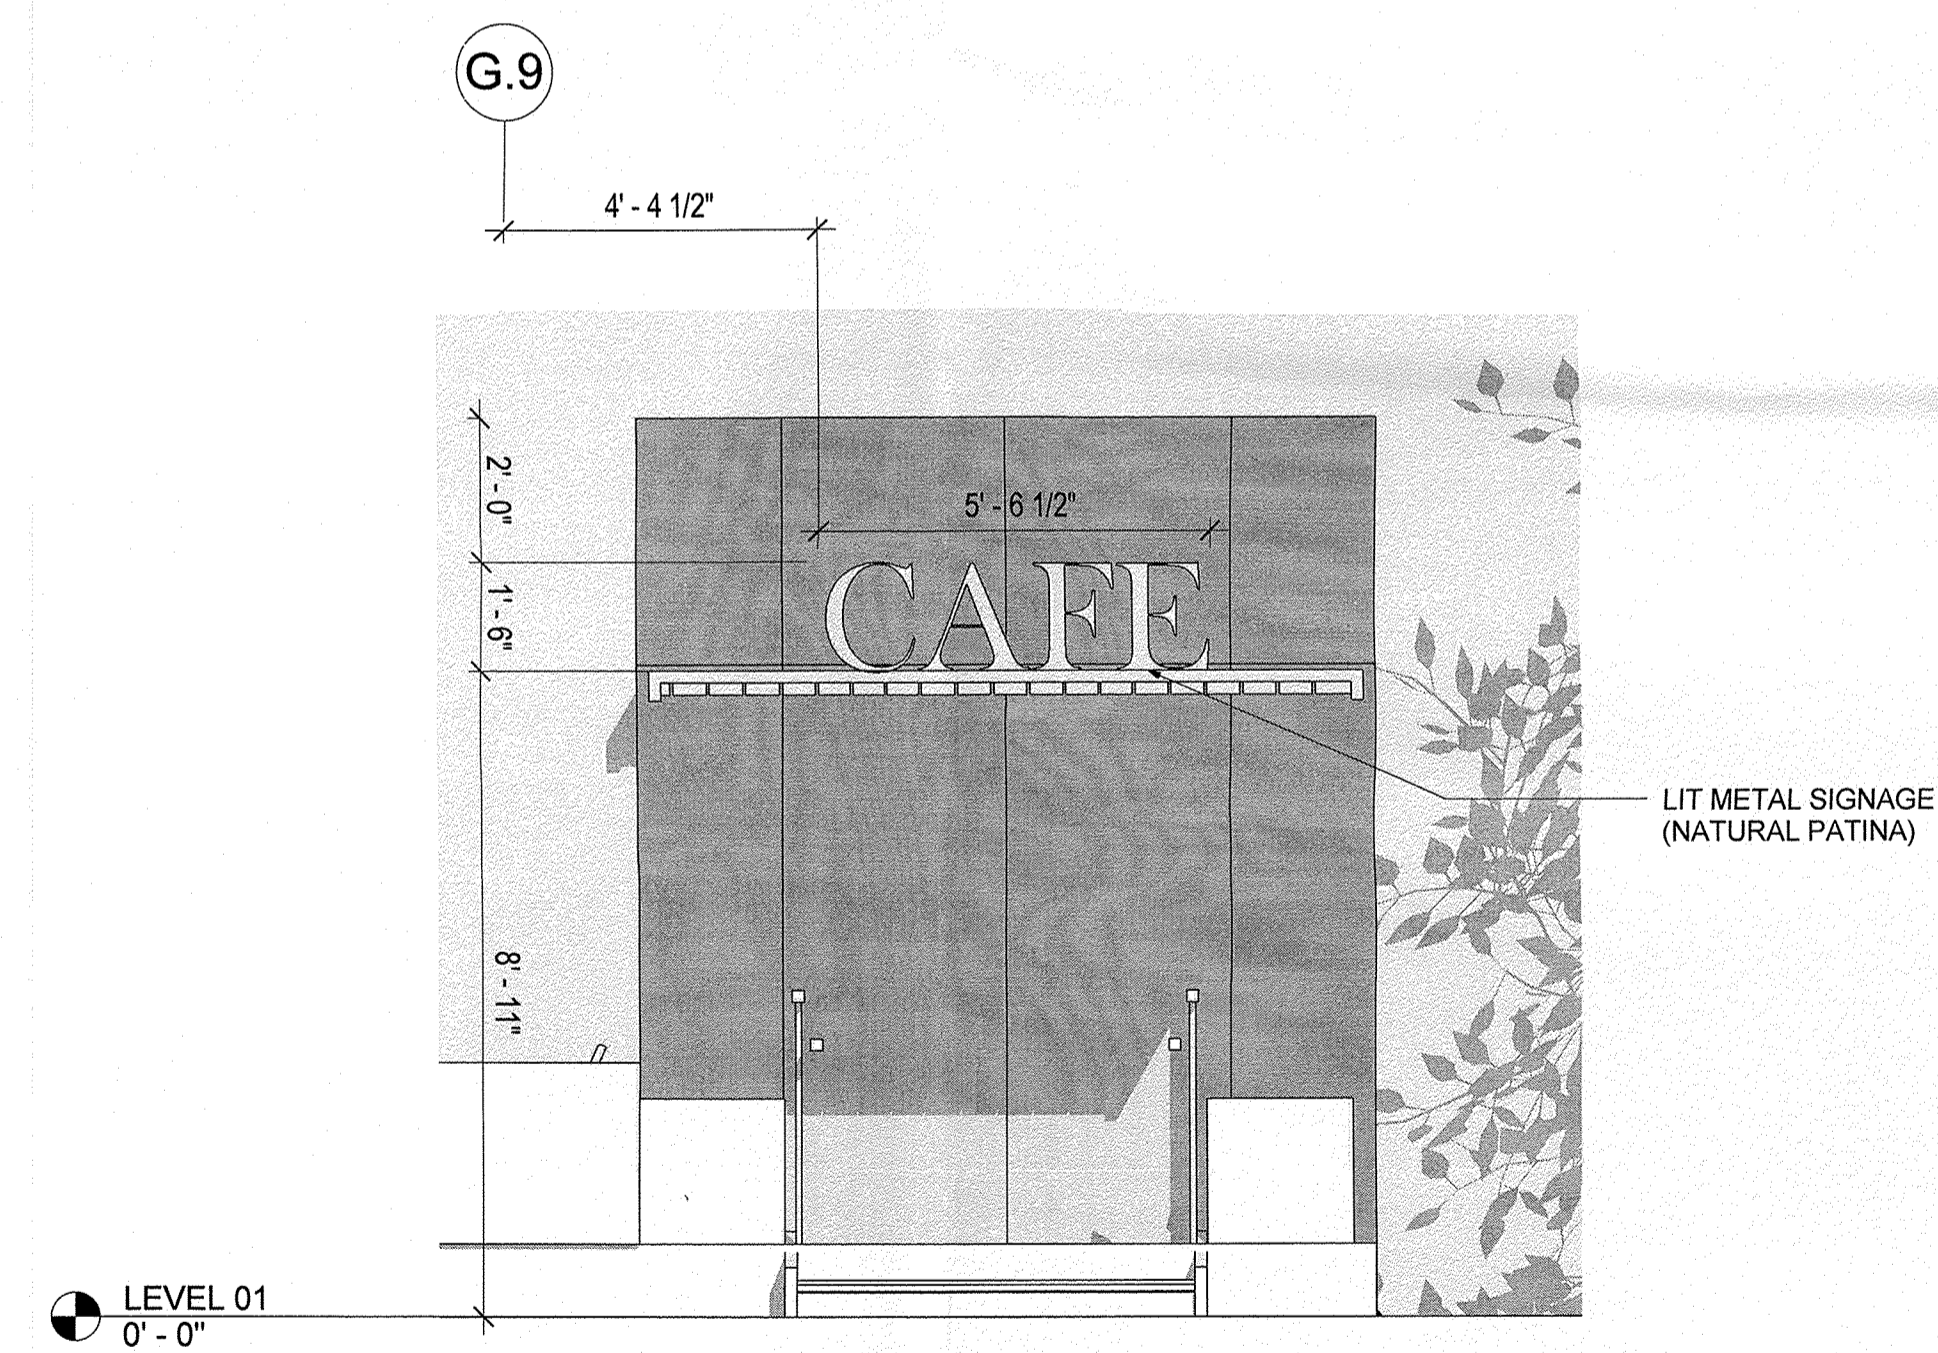 G.9
4' - 4 1/2"
2' - 0"
5' - 6 1/2"
CAFE
1' - 6"
LIT METAL SIGNAGE
(NATURAL PATINA)
8' - 11"
LEVEL 01
0' - 0"